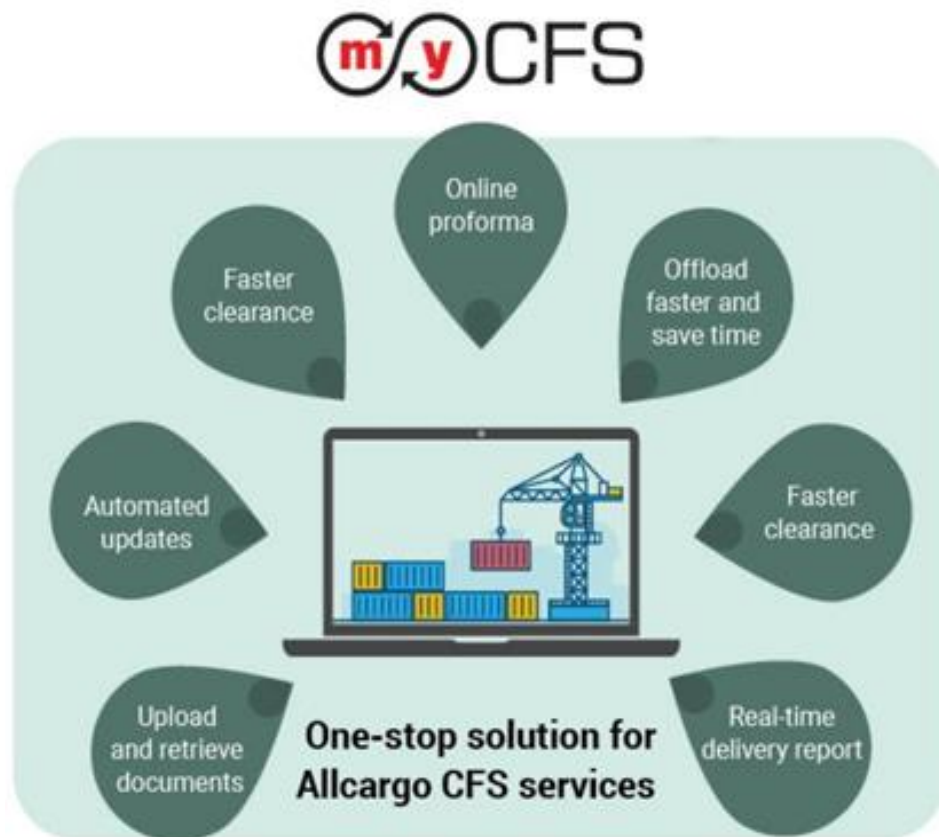 myCFS
Online
proforma
Faster
clearance
Offload
faster and
save time
Automated
updates
Faster
clearance
Upload
and retrieve
documents
One-stop solution for
Allcargo CFS services
Real-time
delivery report